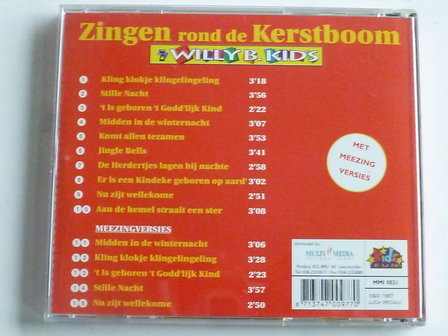 Zingen rond de Kerstboom
WILLY B. KIDS
1 Kling klokje klingelingeling 3'18
2 Stille Nacht 3'56
3 't Is geboren 't Godd'lijk Kind 2'22
4 Midden in de winternacht 3'07
5 Komt allen tezamen 3'53
6 Jingle Bells 3'41
7 De Herdertjes lagen bij nachte 2'58
8 Er is een Kindeke geboren op aard' 3'02
9 Nu zijt wellekome 2'51
10 Aan de hemel straalt een ster 3'08
MET
MEEZING
VERSIES
MEEZINGVERSIES
11 Midden in de winternacht 3'06
12 Kling klokje klingelingeling 3'28
13 't Is geboren 't Godd'lijk Kind 2'23
14 Stille Nacht 3'57
15 Nu zijt wellekome 2'50
MULTI MEDIA
Kids
MMI 0021
8 713747 009770